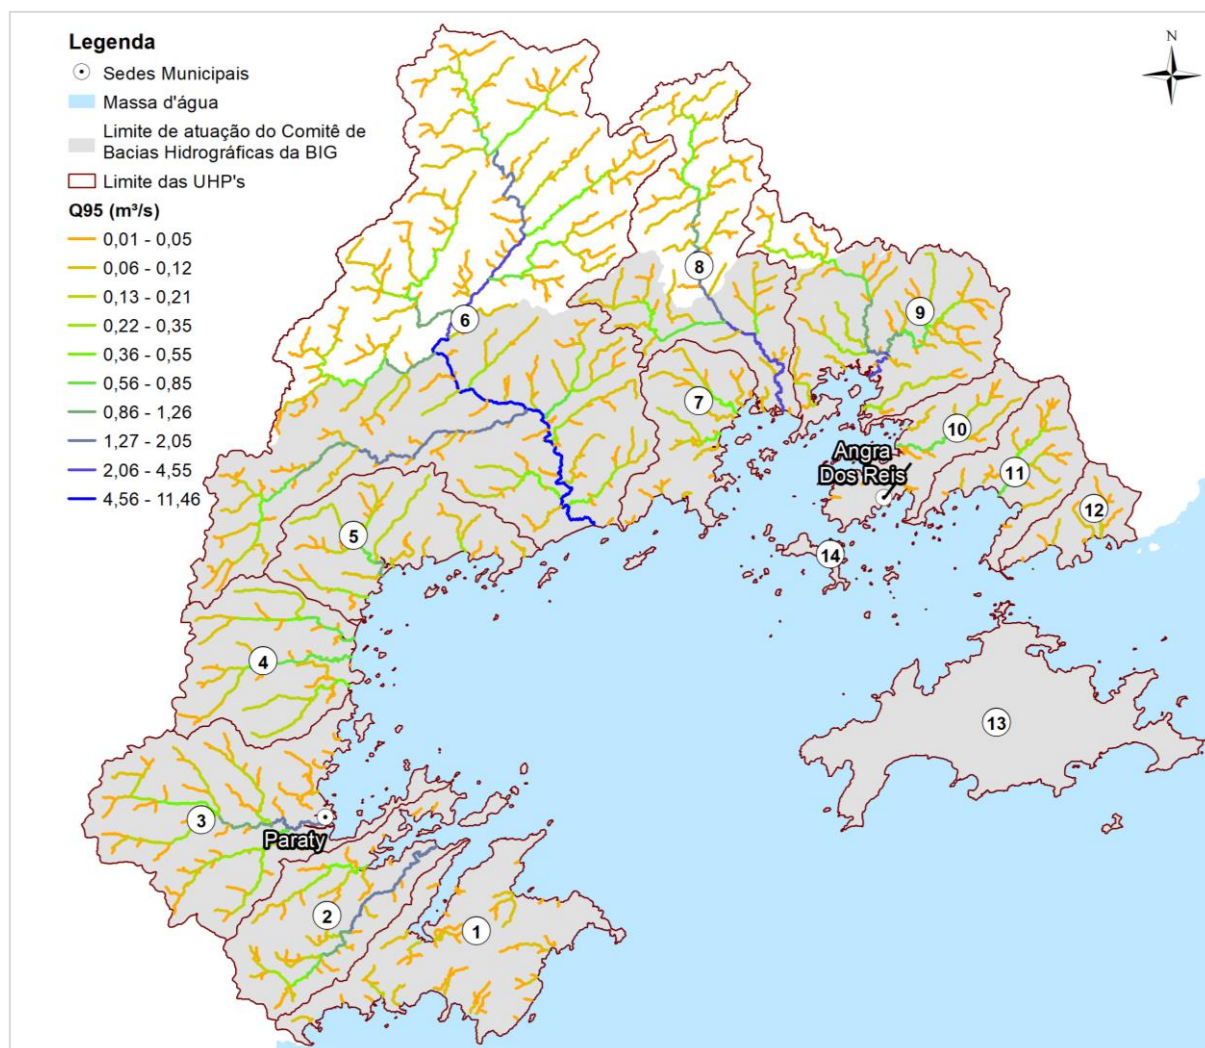 Legenda
Sedes Municipais
Massa d'água
Limite de atuação do Comitê de
Bacias Hidrográficas da BIG
Limite das UHP's
Q95 (m³/s)
0,01 - 0,05
0,06 - 0,12
0,13 - 0,21
0,22 - 0,35
0,36 - 0,55
0,56 - 0,85
0,86 - 1,26
1,27 - 2,05
2,06 - 4,55
4,56 - 11,46
N
8
6
9
7
10
Angra
Dos Reis
11
12
5
14
4
13
3
Paraty
2
1